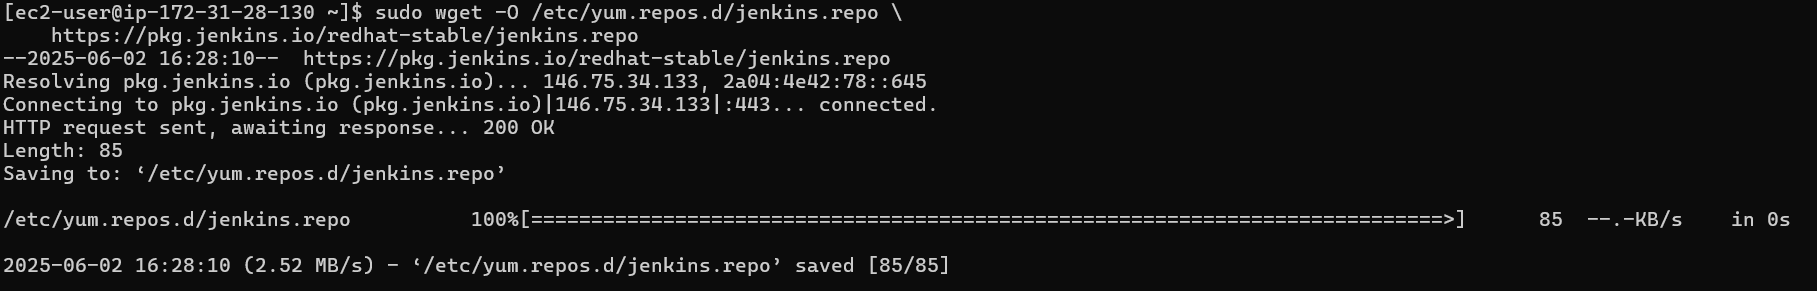 [ec2-user@ip-172-31-28-130 ~]$ sudo wget -O /etc/yum.repos.d/jenkins.repo \
    https://pkg.jenkins.io/redhat-stable/jenkins.repo
--2025-06-02 16:28:10--  https://pkg.jenkins.io/redhat-stable/jenkins.repo
Resolving pkg.jenkins.io (pkg.jenkins.io)... 146.75.34.133, 2a04:4e42:78::645
Connecting to pkg.jenkins.io (pkg.jenkins.io)|146.75.34.133|:443... connected.
HTTP request sent, awaiting response... 200 OK
Length: 85
Saving to: ‘/etc/yum.repos.d/jenkins.repo’
/etc/yum.repos.d/jenkins.repo          100%[============================================================================>]      85  --.-KB/s    in 0s
2025-06-02 16:28:10 (2.52 MB/s) - ‘/etc/yum.repos.d/jenkins.repo’ saved [85/85]